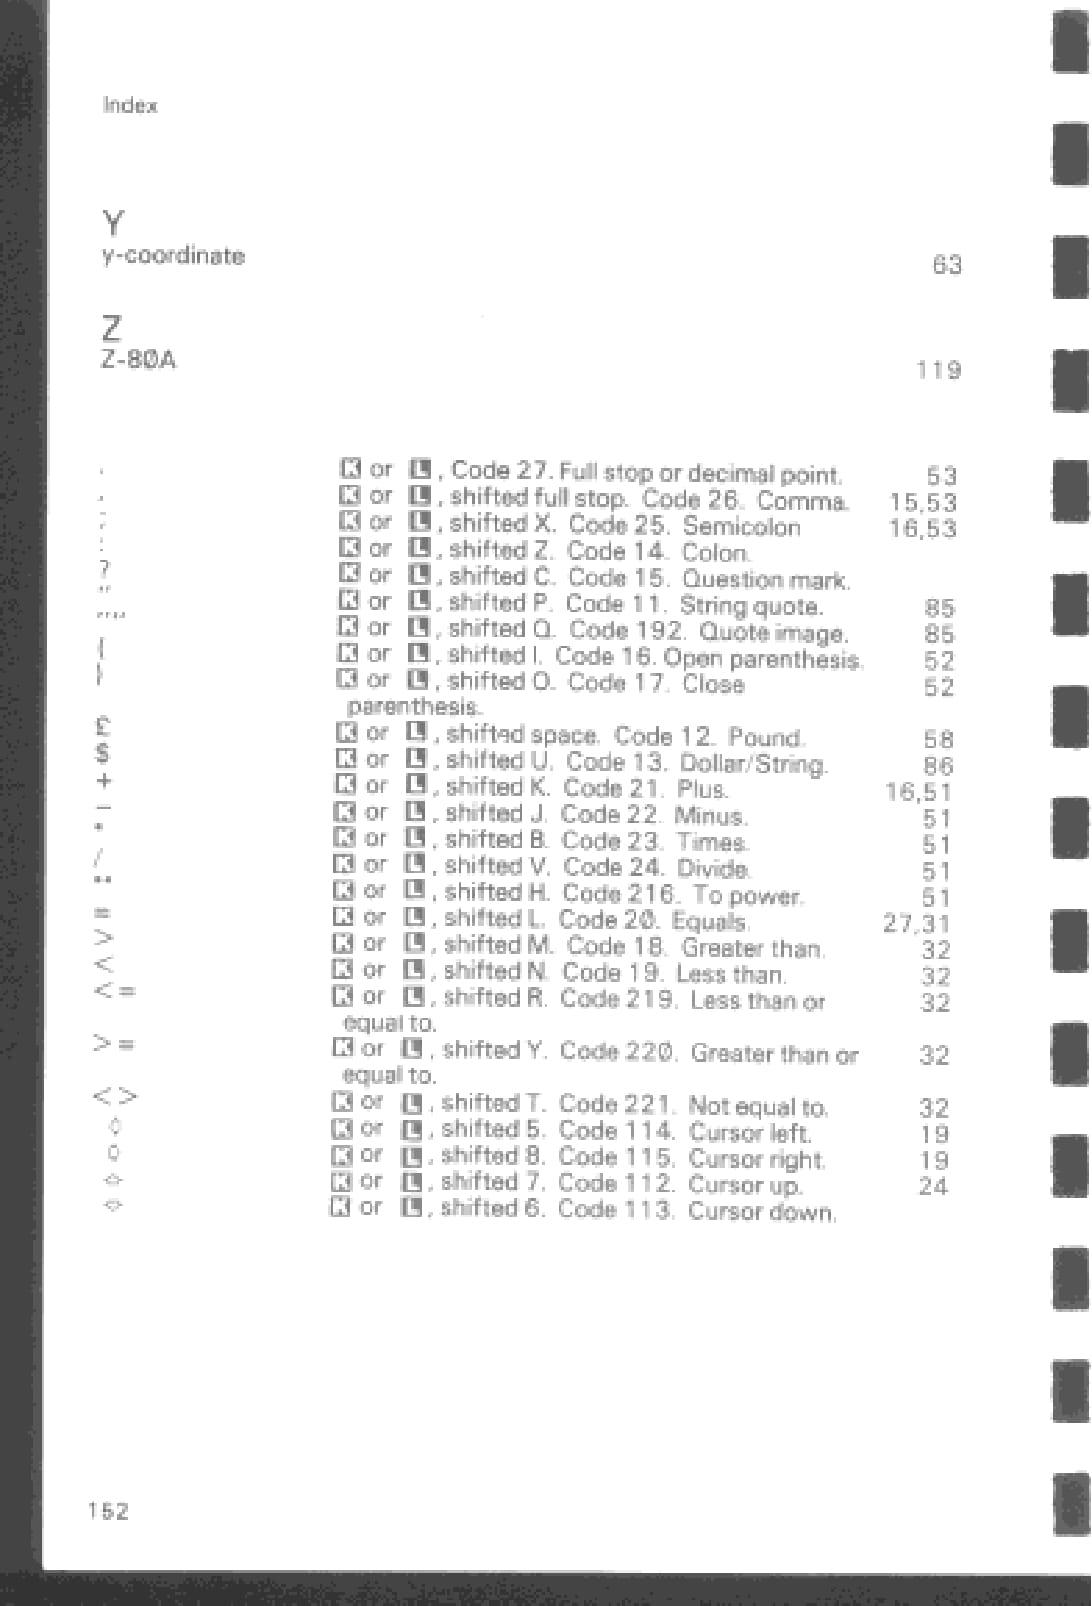 Index
Y
y-coordinate 63
Z
Z-80A 119
. K or L, Code 27. Full stop or decimal point. 53
, K or L, shifted full stop. Code 26. Comma. 15,53
; K or L, shifted X. Code 25. Semicolon 16,53
: K or L, shifted Z. Code 14. Colon.
? K or L, shifted C. Code 15. Question mark.
" K or L, shifted P. Code 11. String quote. 85
"" K or L, shifted Q. Code 192. Quote image. 85
( K or L, shifted I. Code 16. Open parenthesis. 52
) K or L, shifted O. Code 17. Close 52
parenthesis.
£ K or L, shifted space. Code 12. Pound. 58
$ K or L, shifted U. Code 13. Dollar/String. 86
+ K or L, shifted K. Code 21. Plus. 16,51
− K or L, shifted J. Code 22. Minus. 51
* K or L, shifted B. Code 23. Times. 51
/ K or L, shifted V. Code 24. Divide. 51
** K or L, shifted H. Code 216. To power. 51
= K or L, shifted L. Code 20. Equals. 27,31
> K or L, shifted M. Code 18. Greater than. 32
< K or L, shifted N. Code 19. Less than. 32
<= K or L, shifted R. Code 219. Less than or 32
equal to.
>= K or L, shifted Y. Code 220. Greater than or 32
equal to.
<> K or L, shifted T. Code 221. Not equal to. 32
K or L, shifted 5. Code 114. Cursor left. 19
K or L, shifted 8. Code 115. Cursor right. 19
K or L, shifted 7. Code 112. Cursor up. 24
K or L, shifted 6. Code 113. Cursor down.
152